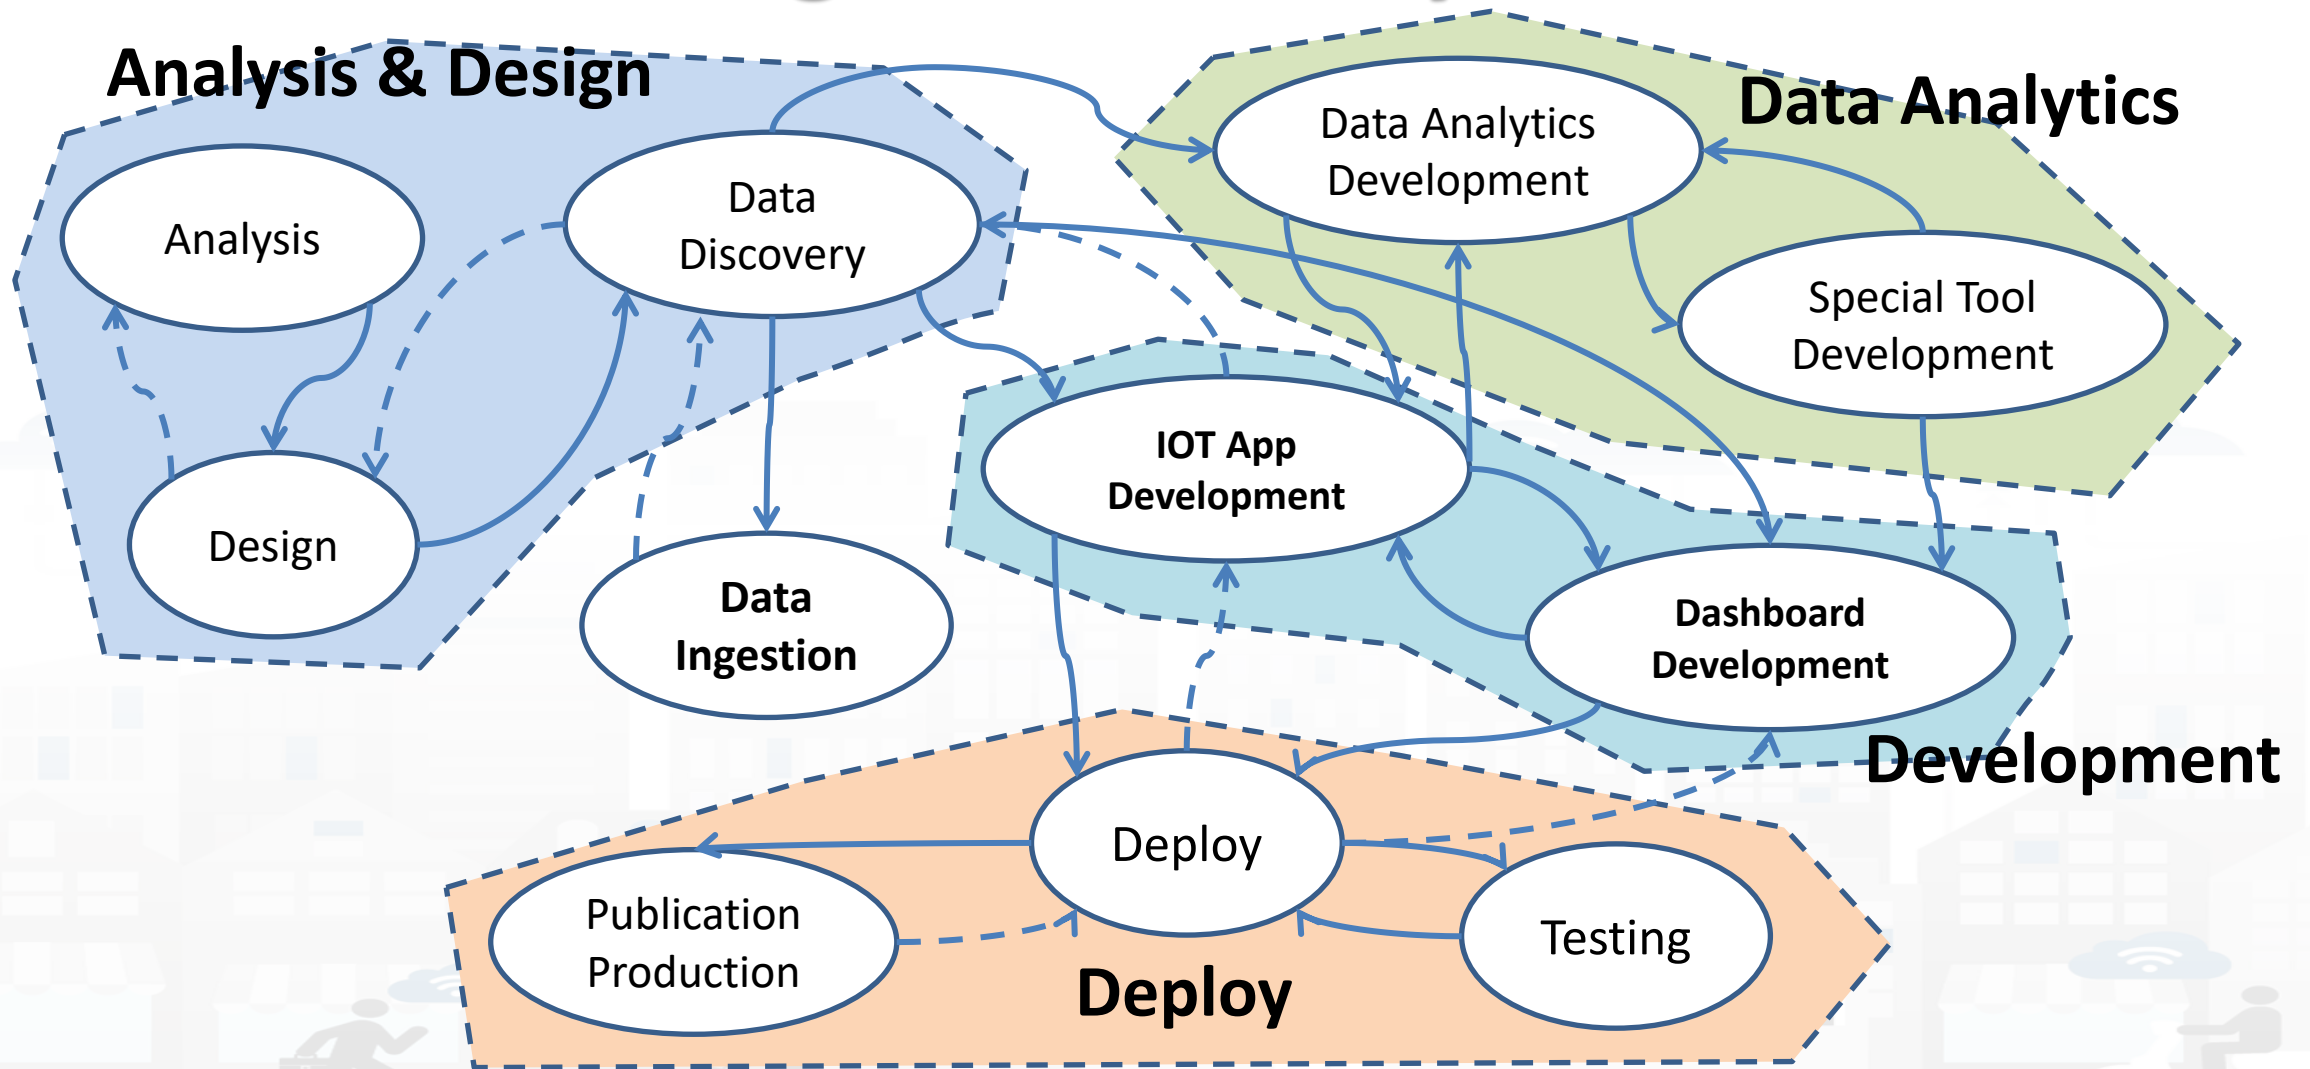 Analysis & Design
Data Analytics
Data Analytics
Development
Data
Discovery
Analysis
Special Tool
Development
IOT App
Development
Design
Data
Ingestion
Dashboard
Development
Development
Deploy
Publication
Production
Testing
Deploy